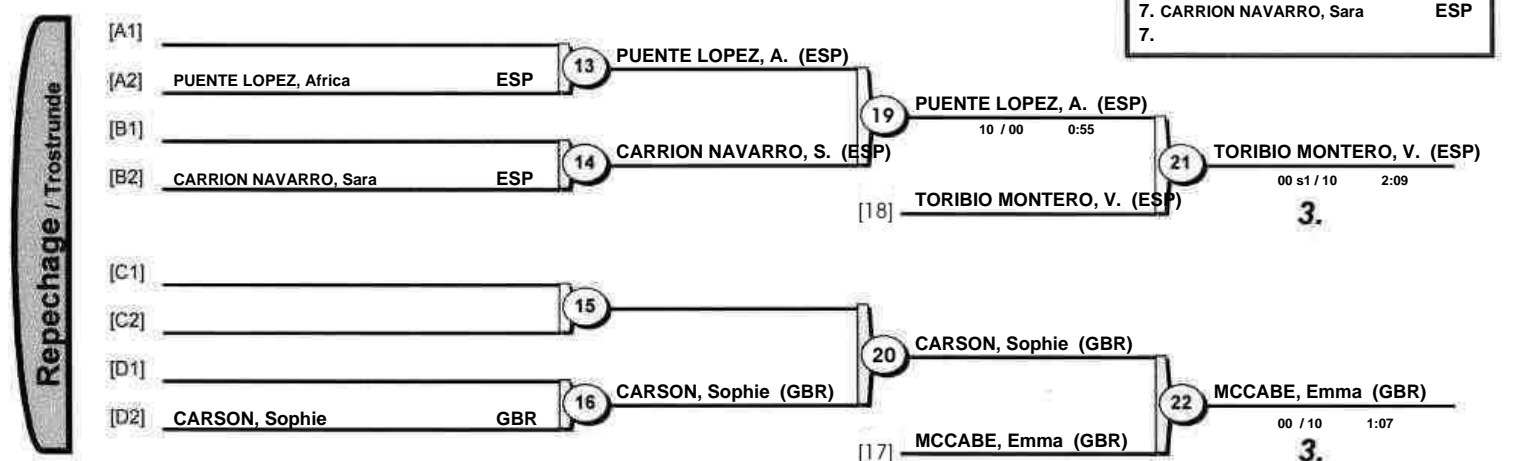 7. CARRION NAVARRO, Sara ESP
7.
Repechage / Trostrunde
[A1]
13 PUENTE LOPEZ, A. (ESP)
[A2] PUENTE LOPEZ, Africa ESP
19 PUENTE LOPEZ, A. (ESP)
10 / 00 0:55
[B1]
14 CARRION NAVARRO, S. (ESP)
21 TORIBIO MONTERO, V. (ESP)
[B2] CARRION NAVARRO, Sara ESP
00 s1 / 10 2:09
[18] TORIBIO MONTERO, V. (ESP)
3.
[C1]
15
[C2]
20 CARSON, Sophie (GBR)
[D1]
16 CARSON, Sophie (GBR)
22 MCCABE, Emma (GBR)
[D2] CARSON, Sophie GBR
00 / 10 1:07
[17] MCCABE, Emma (GBR)
3.